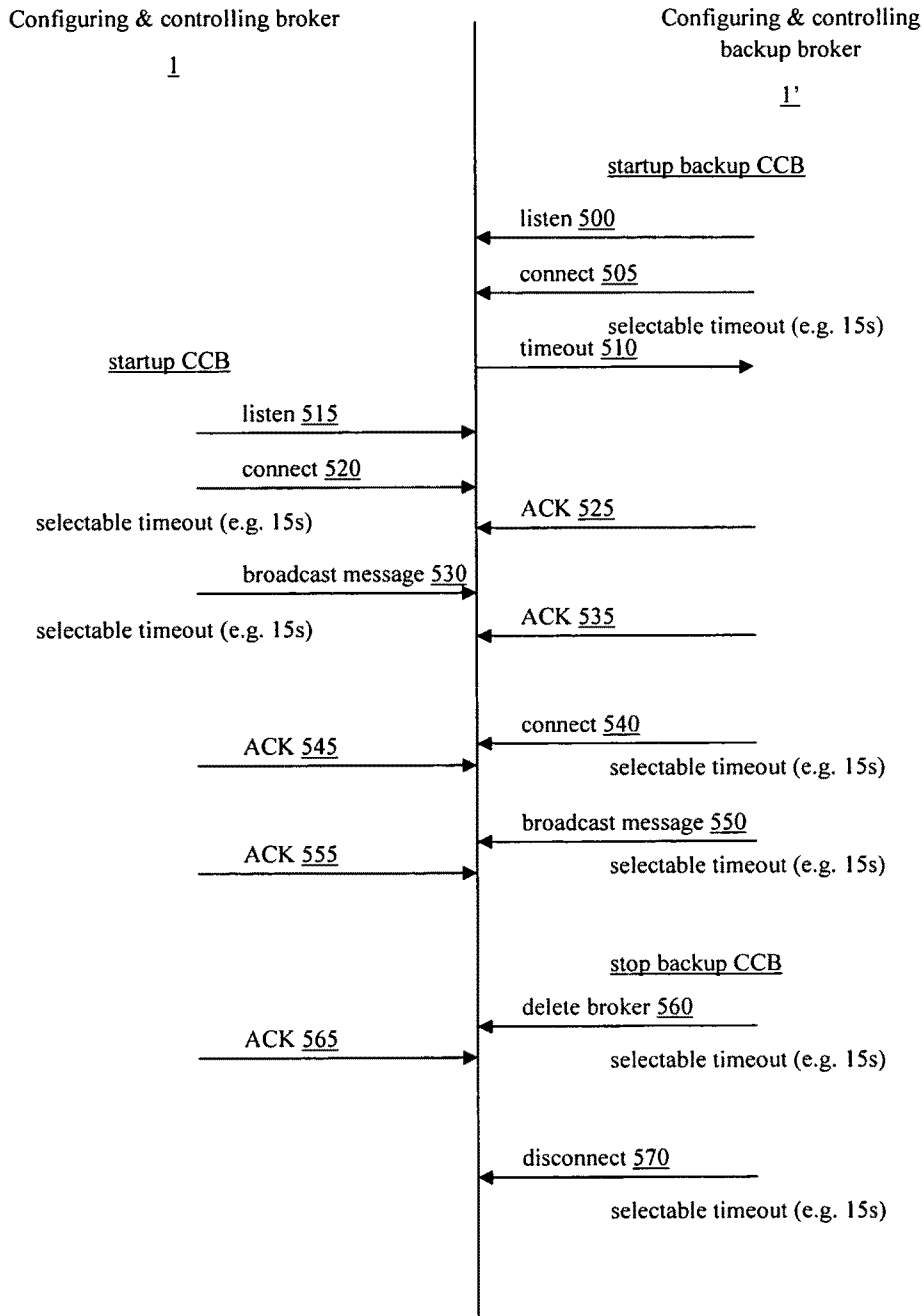 Configuring & controlling broker
1
Configuring & controlling
backup broker
1'
startup backup CCB
listen 500
connect 505
selectable timeout (e.g. 15s)
timeout 510
startup CCB
listen 515
connect 520
selectable timeout (e.g. 15s)
ACK 525
broadcast message 530
selectable timeout (e.g. 15s)
ACK 535
connect 540
ACK 545
selectable timeout (e.g. 15s)
broadcast message 550
ACK 555
selectable timeout (e.g. 15s)
stop backup CCB
delete broker 560
ACK 565
selectable timeout (e.g. 15s)
disconnect 570
selectable timeout (e.g. 15s)